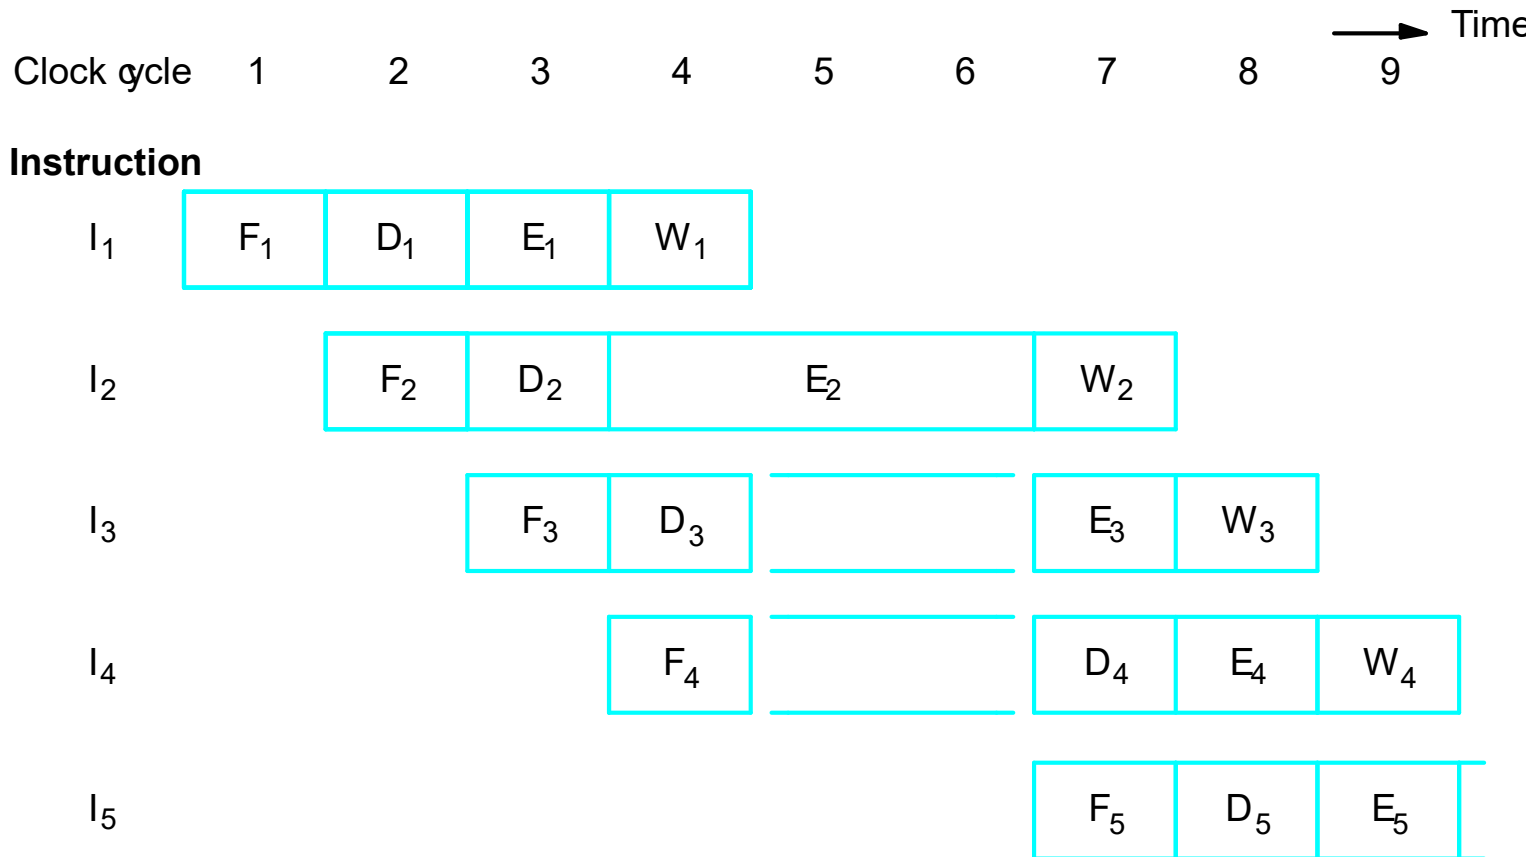 Time
Clock cycle 1 2 3 4 5 6 7 8 9
Instruction
I1 F1 D1 E1 W1
I2 F2 D2 E2 W2
I3 F3 D3 E3 W3
I4 F4 D4 E4 W4
I5 F5 D5 E5